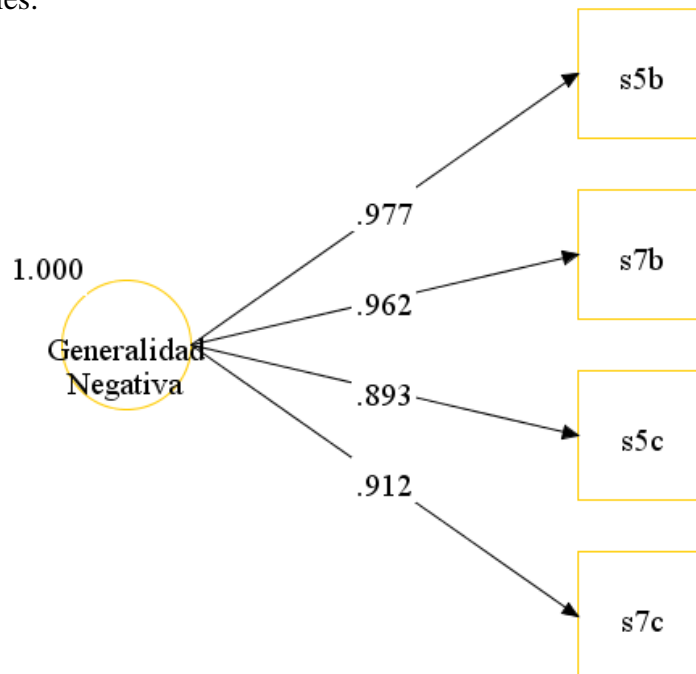 s5b
.977
s7b
1.000
.962
Generalidad
Negativa
.893
s5c
.912
s7c